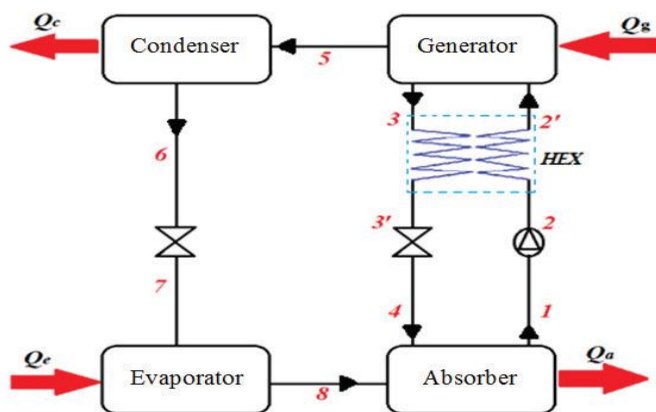 Qc
Condenser
Generator
Qg
5
3
2'
6
HEX
3'
2
7
4
1
Qe
Evaporator
8
Absorber
Qa